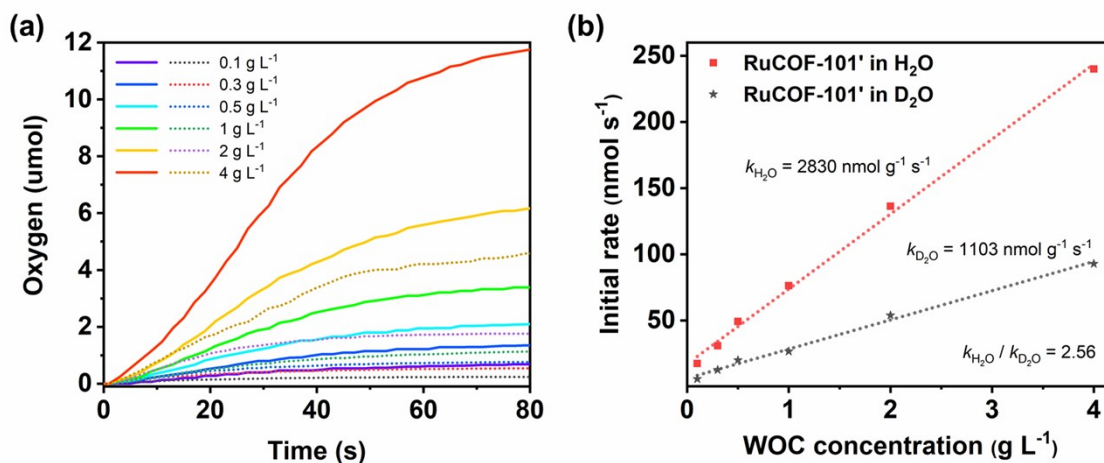 (a)
12
10
8
6
4
2
0
Oxygen (umol)
0.1 g L⁻¹
0.3 g L⁻¹
0.5 g L⁻¹
1 g L⁻¹
2 g L⁻¹
4 g L⁻¹
0 20 40 60 80
Time (s)
(b)
250
200
150
100
50
Initial rate (nmol s⁻¹)
RuCOF-101' in H₂O
RuCOF-101' in D₂O
k_H₂O = 2830 nmol g⁻¹ s⁻¹
k_D₂O = 1103 nmol g⁻¹ s⁻¹
k_H₂O / k_D₂O = 2.56
0 1 2 3 4
WOC concentration (g L⁻¹)